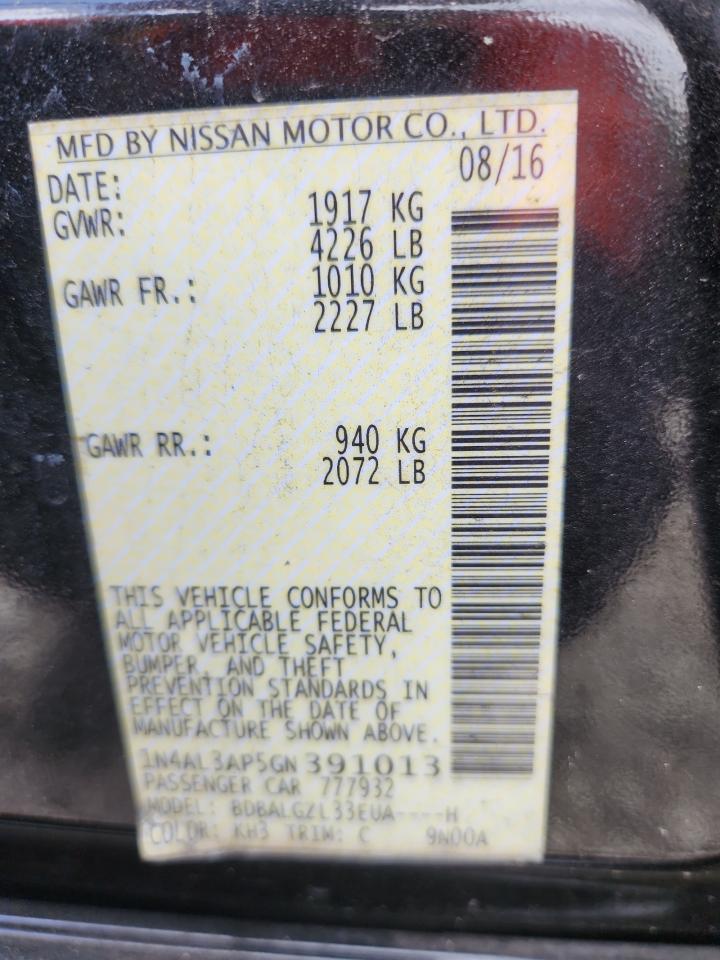 MFD BY NISSAN MOTOR CO., LTD.
DATE: 08/16
GVWR: 1917 KG
4226 LB
GAWR FR.: 1010 KG
2227 LB
GAWR RR.: 940 KG
2072 LB
THIS VEHICLE CONFORMS TO
ALL APPLICABLE FEDERAL
MOTOR VEHICLE SAFETY,
BUMPER, AND THEFT
PREVENTION STANDARDS IN
EFFECT ON THE DATE OF
MANUFACTURE SHOWN ABOVE.
1N4AL3AP5GN 391013
PASSENGER CAR 777932
MODEL: BDBALGZL33EUA----H
COLOR: KH3 TRIM: C 9N00A